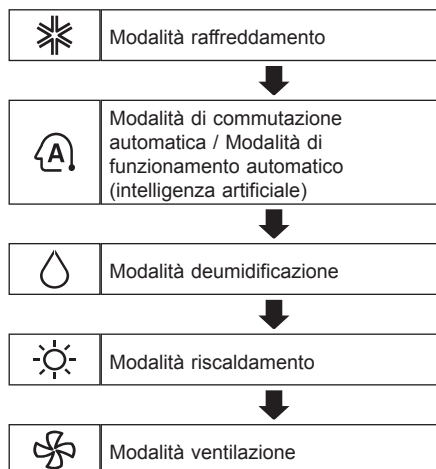 Modalità raffreddamento
A
Modalità di commutazione
automatica / Modalità di
funzionamento automatico
(intelligenza artificiale)
Modalità deumidificazione
Modalità riscaldamento
Modalità ventilazione